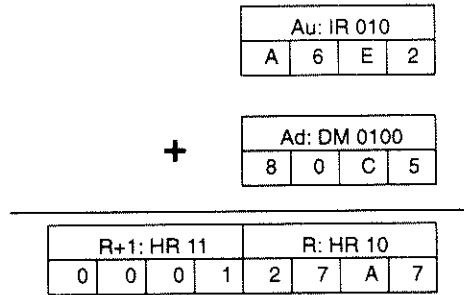 Au: IR 010
A 6 E 2
+ Ad: DM 0100
8 0 C 5
R+1: HR 11 R: HR 10
0 0 0 1 2 7 A 7